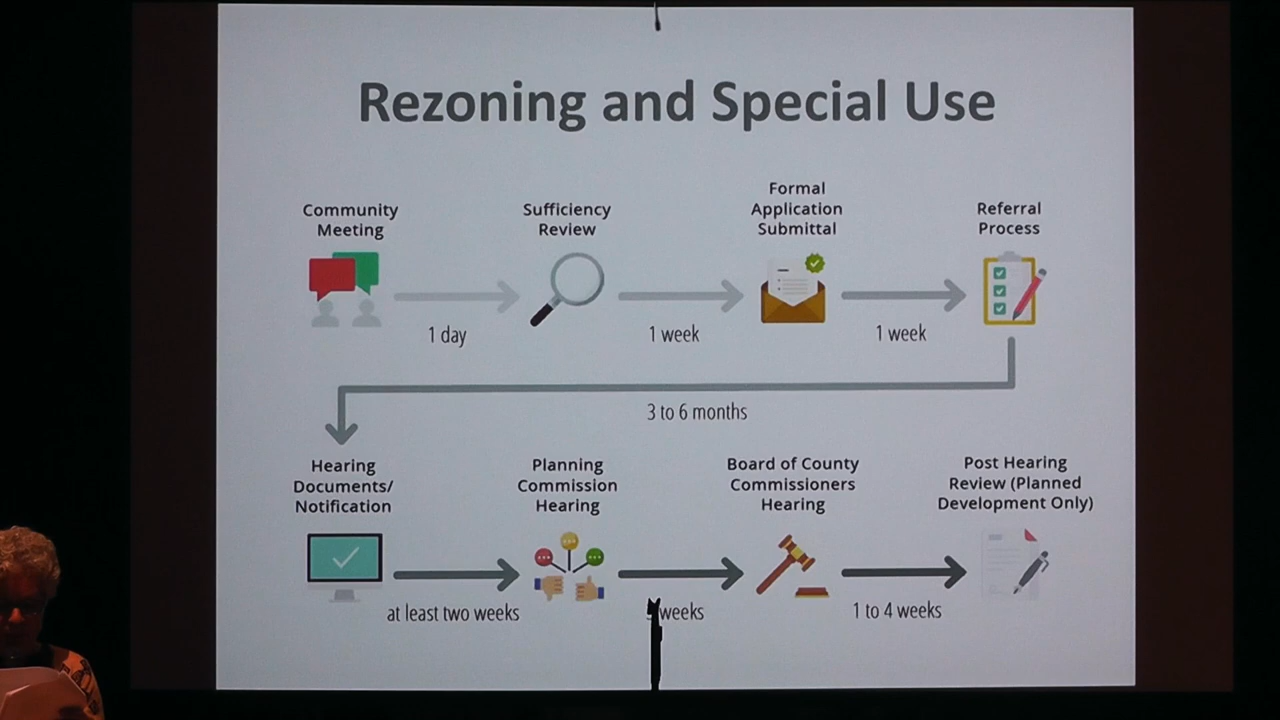 Rezoning and Special Use
Community
Meeting
Sufficiency
Review
Formal
Application
Submittal
Referral
Process
1 day
1 week
1 week
3 to 6 months
Hearing
Documents/
Notification
Planning
Commission
Hearing
Board of County
Commissioners
Hearing
Post Hearing
Review (Planned
Development Only)
at least two weeks
weeks
1 to 4 weeks